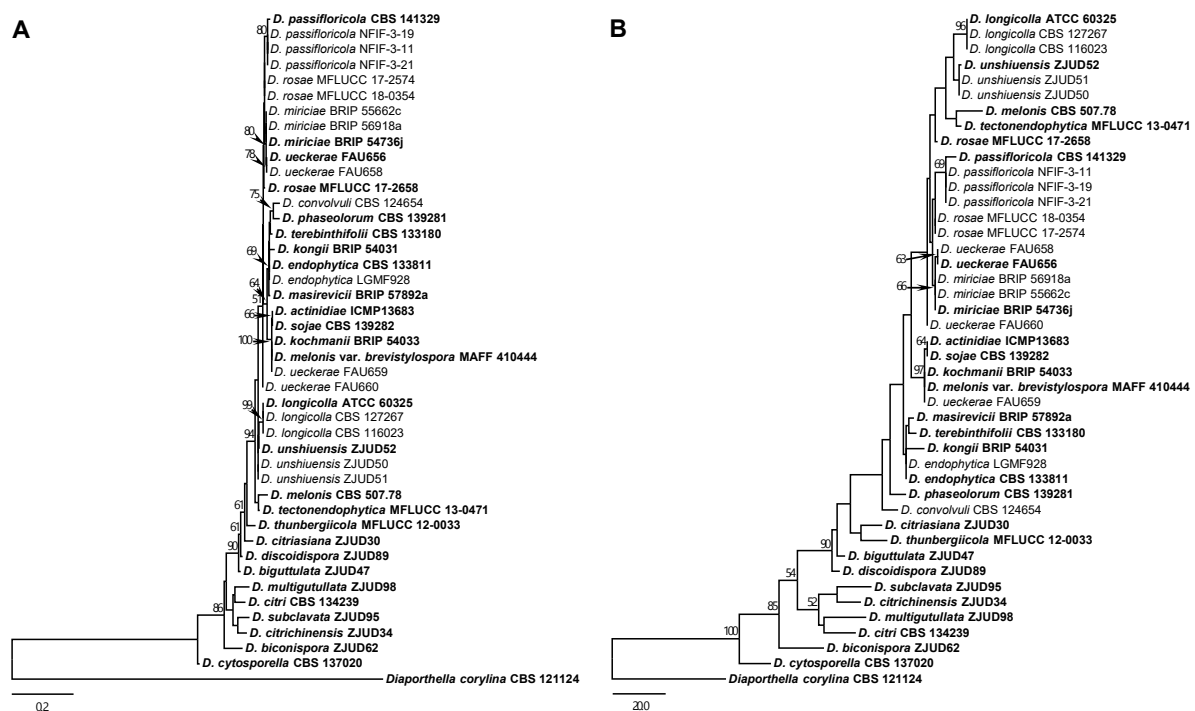 A
D. passifloricola CBS 141329
80
D. passifloricola NFIF-3-19
D. passifloricola NFIF-3-11
D. passifloricola NFIF-3-21
D. rosae MFLUCC 17-2574
D. rosae MFLUCC 18-0354
D. miriciae BRIP 55662c
D. miriciae BRIP 56918a
80
D. miriciae BRIP 54736j
D. ueckerae FAU656
78
D. ueckerae FAU658
D. rosae MFLUCC 17-2658
75
D. convolvuli CBS 124654
D. phaseolorum CBS 139281
D. terebinthifolii CBS 133180
D. kongii BRIP 54031
69
D. endophytica CBS 133811
D. endophytica LGMF928
64
D. masirevicii BRIP 57892a
51
D. actinidiae ICMP13683
66
D. sojae CBS 139282
D. kochmanii BRIP 54033
100
D. melonis var. brevistylospora MAFF 410444
D. ueckerae FAU659
D. ueckerae FAU660
D. longicolla ATCC 60325
99
D. longicolla CBS 127267
D. longicolla CBS 116023
94
D. unshiuensis ZJUD52
D. unshiuensis ZJUD50
D. unshiuensis ZJUD51
D. melonis CBS 507.78
61
D. tectonendophytica MFLUCC 13-0471
D. thunbergiicola MFLUCC 12-0033
61
D. citriasiana ZJUD30
90
D. discoidispora ZJUD89
D. biguttulata ZJUD47
D. multigutullata ZJUD98
D. citri CBS 134239
86
D. subclavata ZJUD95
D. citrichinensis ZJUD34
D. biconispora ZJUD62
D. cytosporella CBS 137020
Diaporthella corylina CBS 121124
0.2
B
D. longicolla ATCC 60325
96
D. longicolla CBS 127267
D. longicolla CBS 116023
D. unshiuensis ZJUD52
D. unshiuensis ZJUD51
D. unshiuensis ZJUD50
D. melonis CBS 507.78
D. tectonendophytica MFLUCC 13-0471
D. rosae MFLUCC 17-2658
D. passifloricola CBS 141329
69
D. passifloricola NFIF-3-11
D. passifloricola NFIF-3-19
D. passifloricola NFIF-3-21
D. rosae MFLUCC 18-0354
D. rosae MFLUCC 17-2574
D. ueckerae FAU658
63
D. ueckerae FAU656
D. miriciae BRIP 56918a
66
D. miriciae BRIP 55662c
D. miriciae BRIP 54736j
D. ueckerae FAU660
D. actinidiae ICMP13683
64
D. sojae CBS 139282
D. kochmanii BRIP 54033
97
D. melonis var. brevistylospora MAFF 410444
D. ueckerae FAU659
D. masirevicii BRIP 57892a
D. terebinthifolii CBS 133180
D. kongii BRIP 54031
D. endophytica LGMF928
D. endophytica CBS 133811
D. phaseolorum CBS 139281
D. convolvuli CBS 124654
D. citriasiana ZJUD30
D. thunbergiicola MFLUCC 12-0033
90
D. biguttulata ZJUD47
D. discoidispora ZJUD89
54
D. subclavata ZJUD95
D. citrichinensis ZJUD34
52
D. multigutullata ZJUD98
85
D. citri CBS 134239
100
D. biconispora ZJUD62
D. cytosporella CBS 137020
Diaporthella corylina CBS 121124
20.0